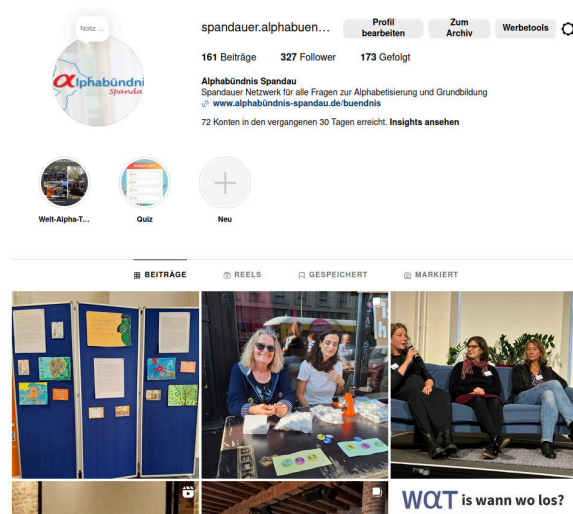 Notiz ...
spandauer.alphabuen...
Profil bearbeiten
Zum Archiv
Werbetools
αlphabündni
Spanda
161 Beiträge 327 Follower 173 Gefolgt
Alphabündnis Spandau
Spandauer Netzwerk für alle Fragen zur Alphabetisierung und Grundbildung
www.alphabündnis-spandau.de/buendnis
72 Konten in den vergangenen 30 Tagen erreicht. Insights ansehen
Welt-Alpha-T...
Quiz
Neu
BEITRÄGE
REELS
GESPEICHERT
MARKIERT
WαT is wann wo los?